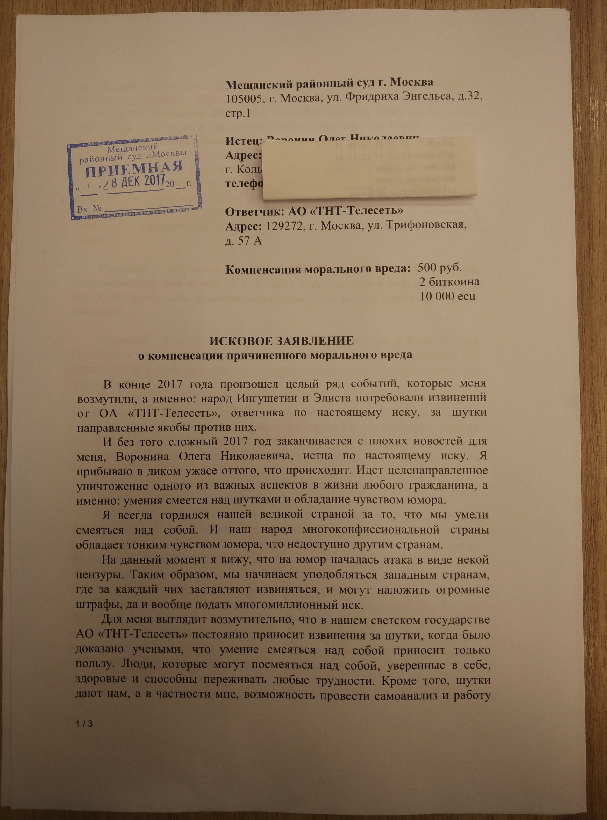 Мещанский районный суд г. Москва
105005, г. Москва, ул. Фридриха Энгельса, д.32,
стр.1
Мещанский
районный суд г. Москвы
ПРИЕМНАЯ
28 ДЕК 2017 20__г.
Вх №
Истец: Воронин Олег Николаевич
Адрес:
г.
телефо
Ответчик: АО «ТНТ-Телесеть»
Адрес: 129272, г. Москва, ул. Трифоновская,
д. 57 А
Компенсация морального вреда: 500 руб.
2 биткоина
10 000 ecu
ИСКОВОЕ ЗАЯВЛЕНИЕ
о компенсации причиненного морального вреда
В конце 2017 года произошел целый ряд событий, которые меня
возмутили, а именно: народ Ингушетии и Элиста потребовали извинений
от ОА «ТНТ-Телесеть», ответчика по настоящему иску, за шутки
направленные якобы против них.
И без того сложный 2017 год заканчивается с плохих новостей для
меня, Воронина Олега Николаевича, истца по настоящему иску. Я
прибываю в диком ужасе оттого, что происходит. Идет целенаправленное
уничтожение одного из важных аспектов в жизни любого гражданина, а
именно: умения смеется над шутками и обладание чувством юмора.
Я всегда гордился нашей великой страной за то, что мы умели
смеяться над собой. И наш народ многоконфиссиональной страны
обладает тонким чувством юмора, что недоступно другим странам.
На данный момент я вижу, что на юмор началась атака в виде некой
цензуры. Таким образом, мы начинаем уподобляться западным странам,
где за каждый чих заставляют извиняться, и могут наложить огромные
штрафы, да и вообще подать многомиллионный иск.
Для меня выглядит возмутительно, что в нашем светском государстве
АО «ТНТ-Телесеть» постоянно приносит извинения за шутки, когда было
доказано учеными, что умение смеяться над собой приносит только
пользу. Люди, которые могут посмеяться над собой, уверенные в себе,
здоровые и способны переживать любые трудности. Кроме того, шутки
дают нам, а в частности мне, возможность провести самоанализ и работу
1 / 3